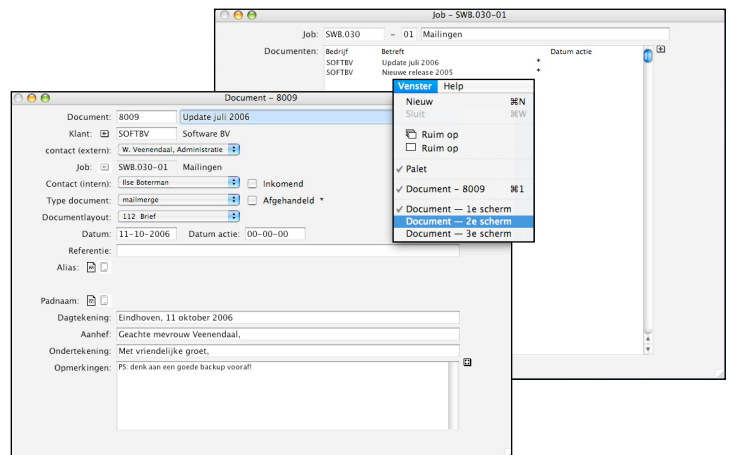 Job – SWB.030-01
Job: SWB.030 – 01 Mailingen
Documenten: Bedrijf Betreft Datum actie
SOFTBV Update juli 2006 *
SOFTBV Nieuwe release 2005 *
Venster Help
Nieuw ⌘N
Sluit ⌘W
Ruim op
Ruim op
✓ Palet
✓ Document – 8009 ⌘1
✓ Document — 1e scherm
Document — 2e scherm
Document — 3e scherm
Document – 8009
Document: 8009 Update juli 2006
Klant: SOFTBV Software BV
contact (extern): W. Veenendaal, Administratie
Job: SWB.030-01 Mailingen
Contact (intern): Ilse Boterman Inkomend
Type document: mailmerge Afgehandeld *
Documentlayout: 112 Brief
Datum: 11-10-2006 Datum actie: 00-00-00
Referentie:
Alias:
Padnaam:
Dagtekening: Eindhoven, 11 oktober 2006
Aanhef: Geachte mevrouw Veenendaal,
Ondertekening: Met vriendelijke groet,
Opmerkingen: PS: denk aan een goede backup vooraf!